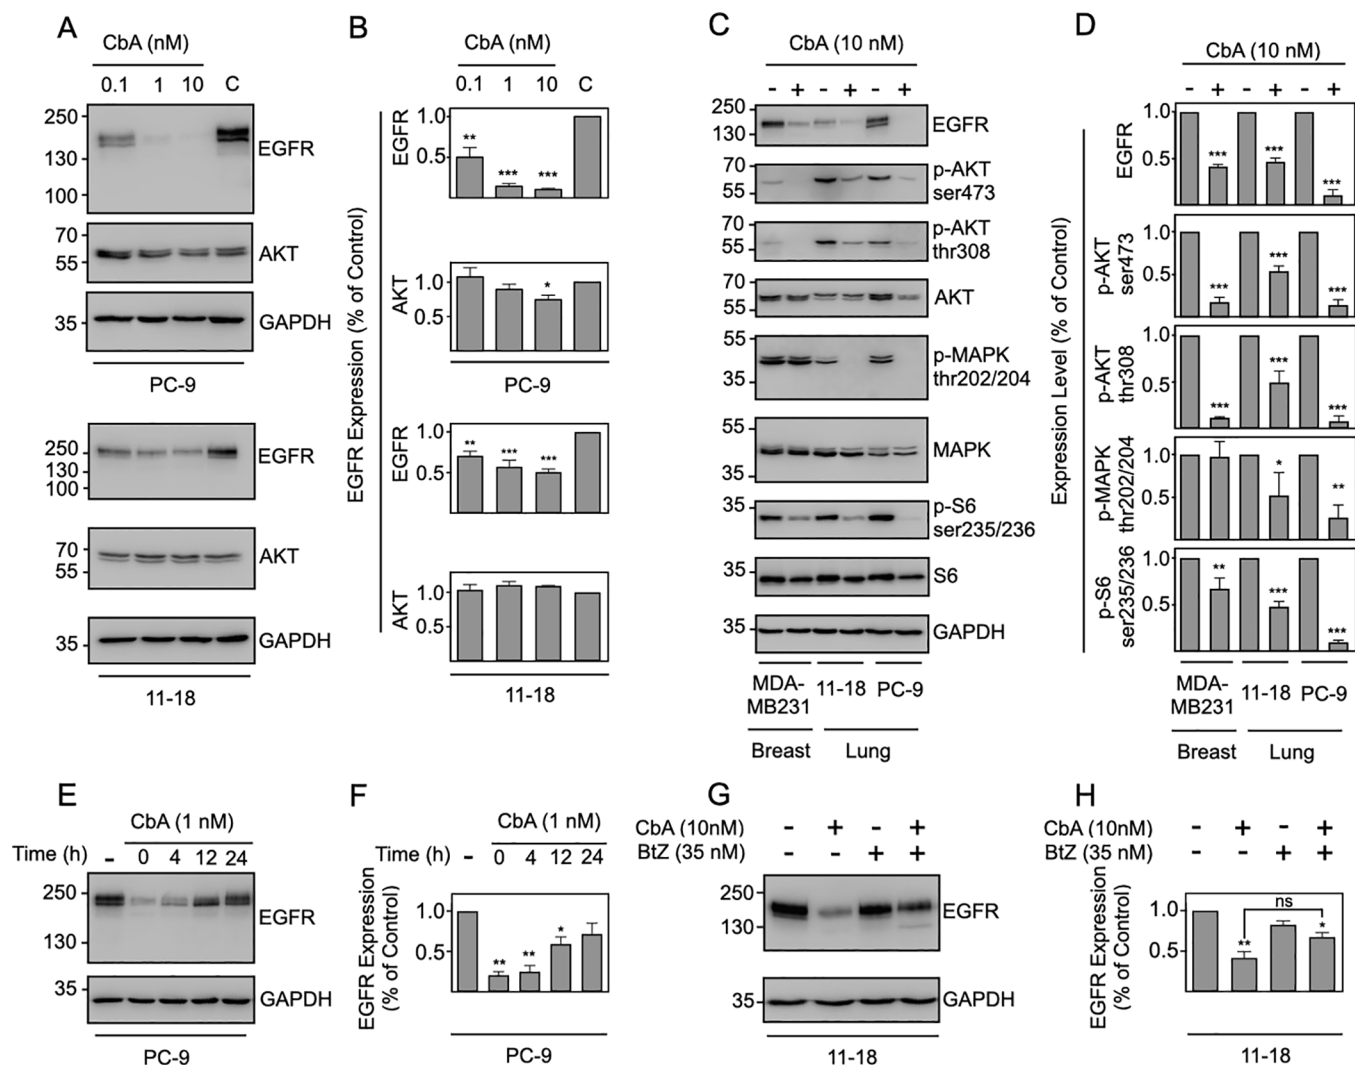 A
CbA (nM)
0.1 1 10 C
250
130
100
EGFR
70
55
AKT
35
GAPDH
PC-9
250
130
100
EGFR
70
55
AKT
35
GAPDH
11-18
B
CbA (nM)
0.1 1 10 C
EGFR Expression (% of Control)
EGFR
1.0
0.5
** *** ***
AKT
1.0
0.5
*
PC-9
EGFR
1.0
0.5
** *** ***
AKT
1.0
0.5
11-18
C
CbA (10 nM)
- + - + - +
250
130
EGFR
70
55
p-AKT
ser473
70
55
p-AKT
thr308
70
55
AKT
55
35
p-MAPK
thr202/204
55
35
MAPK
35
p-S6
ser235/236
35
S6
35
GAPDH
MDA-
MB231
11-18 PC-9
Breast Lung
D
CbA (10 nM)
- + - + - +
Expression Level (% of Control)
EGFR
1.0
0.5
*** *** ***
p-AKT
ser473
1.0
0.5
*** *** ***
p-AKT
thr308
1.0
0.5
*** *** ***
p-MAPK
thr202/204
1.0
0.5
* **
p-S6
ser235/236
1.0
0.5
** *** ***
MDA-
MB231
11-18 PC-9
Breast Lung
E
CbA (1 nM)
Time (h) - 0 4 12 24
250
130
EGFR
35
GAPDH
PC-9
F
CbA (1 nM)
Time (h) - 0 4 12 24
EGFR Expression
(% of Control)
1.0
0.5
** ** *
PC-9
G
CbA (10nM) - + - +
BtZ (35 nM) - - + +
250
130
EGFR
35
GAPDH
11-18
H
CbA (10nM) - + - +
BtZ (35 nM) - - + +
EGFR Expression
(% of Control)
1.0
0.5
ns
** *
11-18